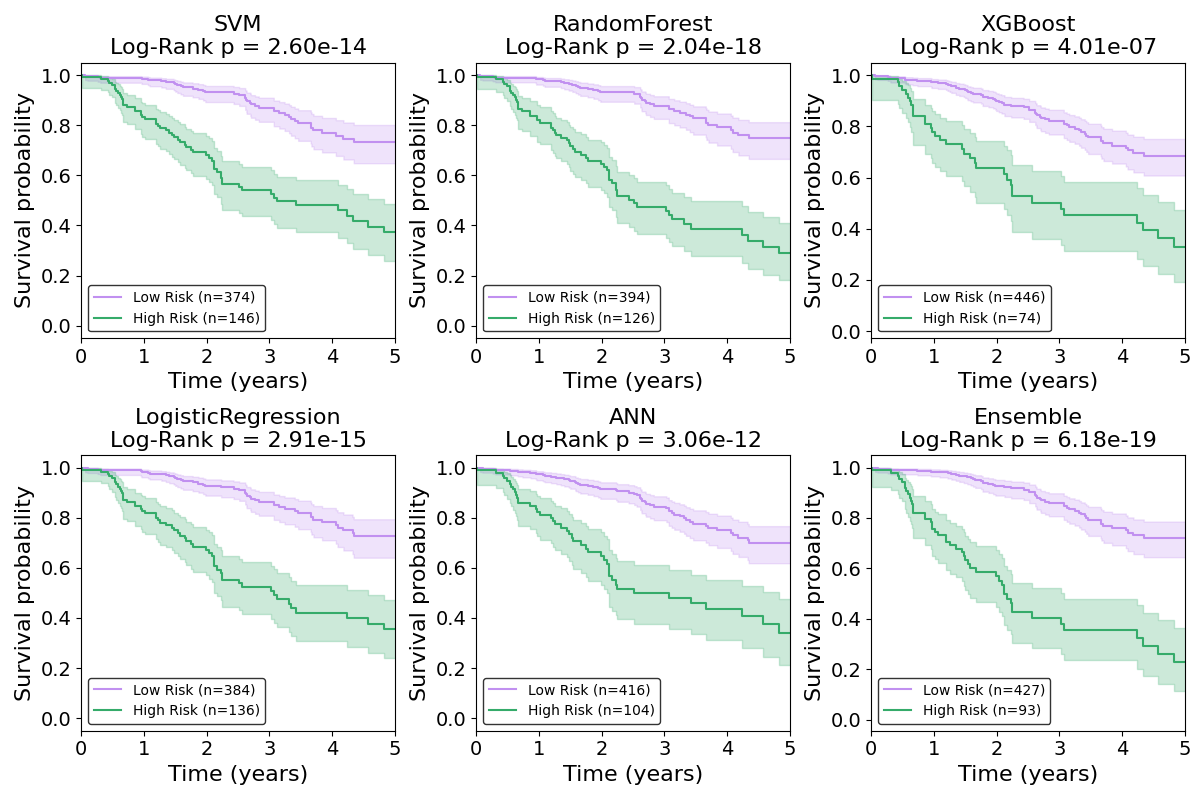 SVM
Log-Rank p = 2.60e-14
Survival probability
1.0
0.8
0.6
0.4
0.2
0.0
Low Risk (n=374)
High Risk (n=146)
0 1 2 3 4 5
Time (years)
RandomForest
Log-Rank p = 2.04e-18
Survival probability
1.0
0.8
0.6
0.4
0.2
0.0
Low Risk (n=394)
High Risk (n=126)
0 1 2 3 4 5
Time (years)
XGBoost
Log-Rank p = 4.01e-07
Survival probability
1.0
0.8
0.6
0.4
0.2
0.0
Low Risk (n=446)
High Risk (n=74)
0 1 2 3 4 5
Time (years)
LogisticRegression
Log-Rank p = 2.91e-15
Survival probability
1.0
0.8
0.6
0.4
0.2
0.0
Low Risk (n=384)
High Risk (n=136)
0 1 2 3 4 5
Time (years)
ANN
Log-Rank p = 3.06e-12
Survival probability
1.0
0.8
0.6
0.4
0.2
0.0
Low Risk (n=416)
High Risk (n=104)
0 1 2 3 4 5
Time (years)
Ensemble
Log-Rank p = 6.18e-19
Survival probability
1.0
0.8
0.6
0.4
0.2
0.0
Low Risk (n=427)
High Risk (n=93)
0 1 2 3 4 5
Time (years)